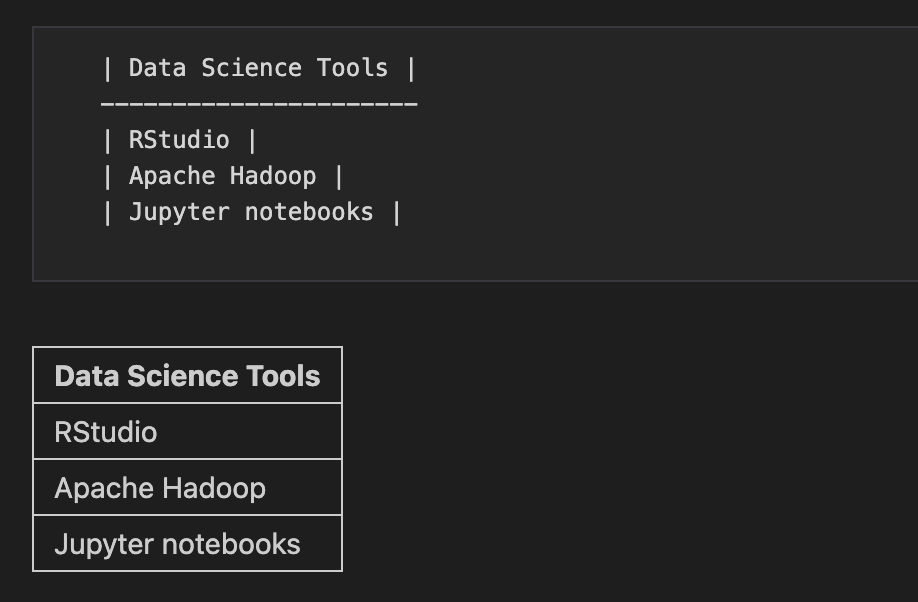 | Data Science Tools |
––––––––––––––––––––––
| RStudio |
| Apache Hadoop |
| Jupyter notebooks |
Data Science Tools
RStudio
Apache Hadoop
Jupyter notebooks